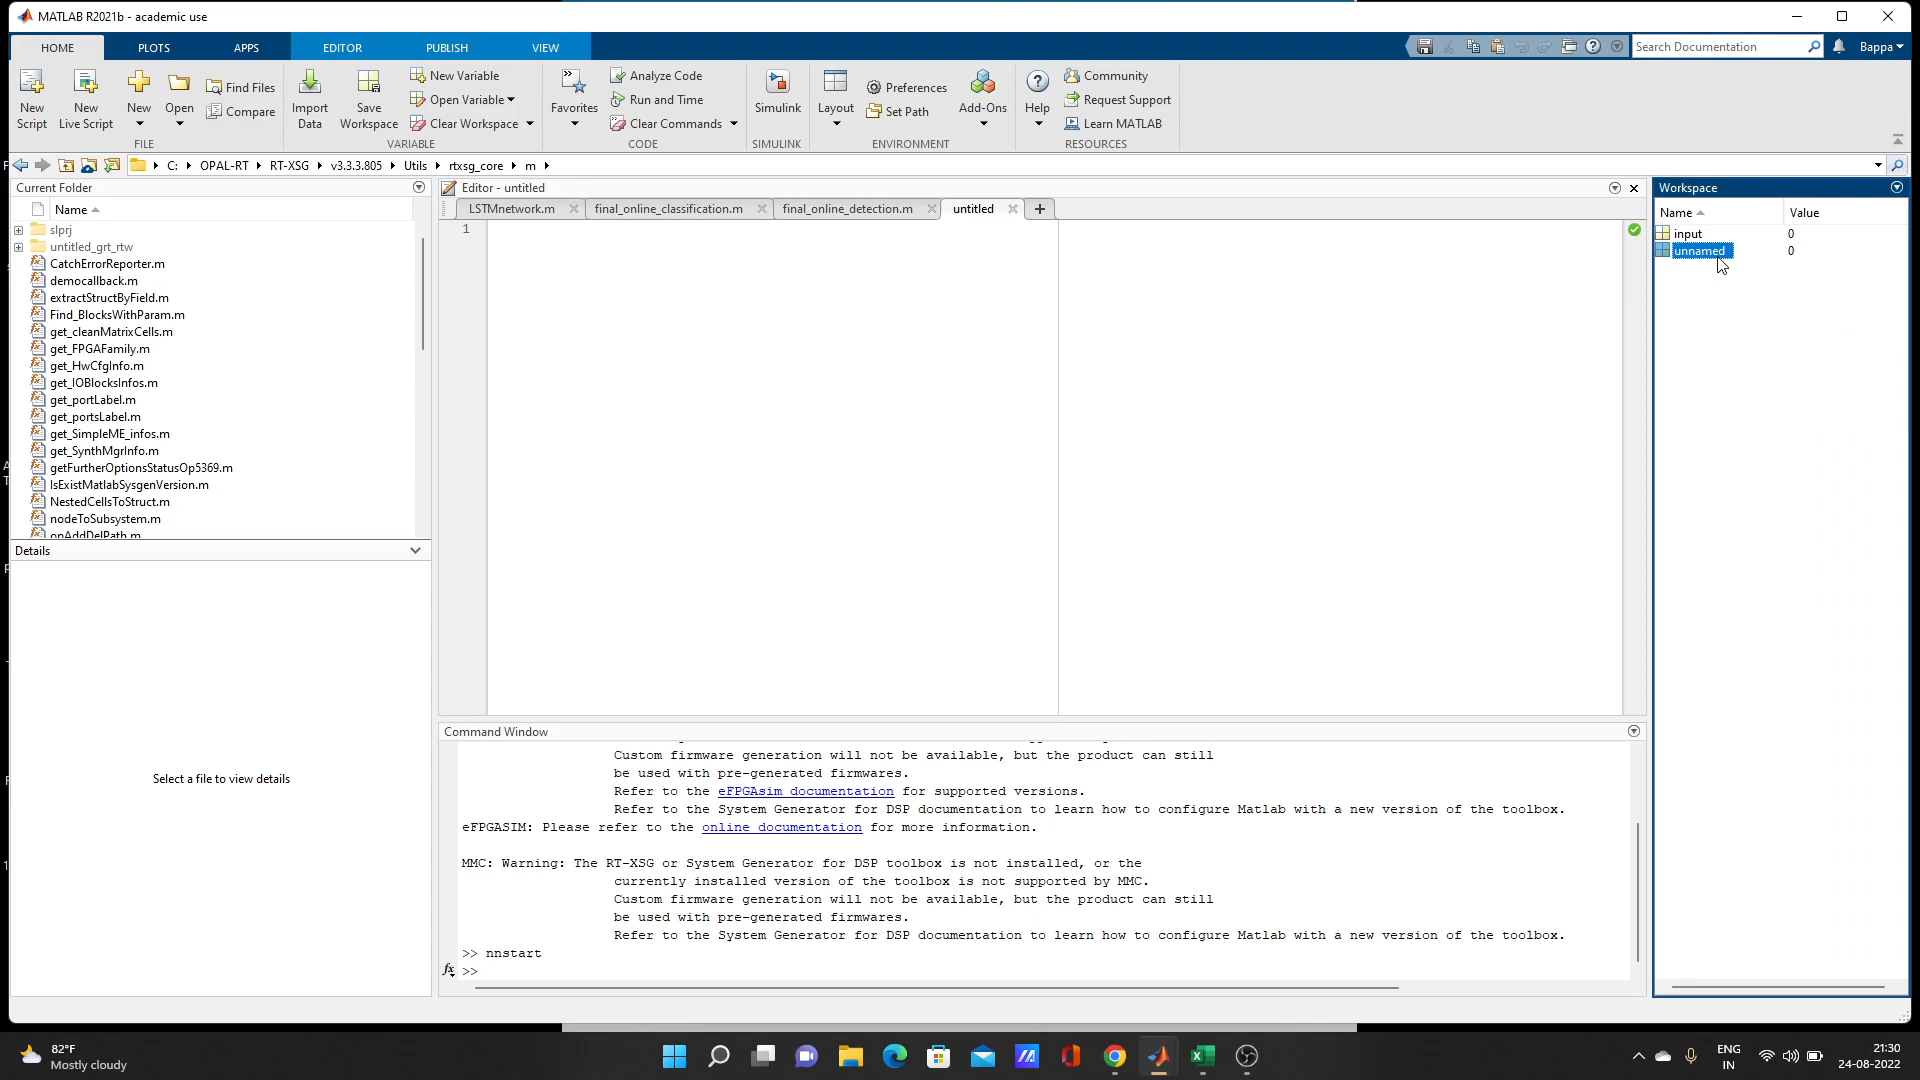 MATLAB R2021b - academic use
HOME PLOTS APPS EDITOR PUBLISH VIEW
Search Documentation
Bappa
New Script
New Live Script
New
Open
Find Files
Compare
FILE
Import Data
Save Workspace
New Variable
Open Variable
Clear Workspace
VARIABLE
Favorites
Analyze Code
Run and Time
Clear Commands
CODE
Simulink
SIMULINK
Layout
Preferences
Set Path
Add-Ons
ENVIRONMENT
Help
Community
Request Support
Learn MATLAB
RESOURCES
C: OPAL-RT RT-XSG v3.3.3.805 Utils rtxsg_core m
Current Folder
Name
slprj
untitled_grt_rtw
CatchErrorReporter.m
democallback.m
extractStructByField.m
Find_BlocksWithParam.m
get_cleanMatrixCells.m
get_FPGAFamily.m
get_HwCfgInfo.m
get_IOBlocksInfos.m
get_portLabel.m
get_portsLabel.m
get_SimpleME_infos.m
get_SynthMgrInfo.m
getFurtherOptionsStatusOp5369.m
IsExistMatlabSysgenVersion.m
NestedCellsToStruct.m
nodeToSubsystem.m
onAddDelPath.m
Details
Select a file to view details
Editor - untitled
LSTMnetwork.m final_online_classification.m final_online_detection.m untitled
1
Command Window
Custom firmware generation will not be available, but the product can still
be used with pre-generated firmwares.
Refer to the eFPGAsim documentation for supported versions.
Refer to the System Generator for DSP documentation to learn how to configure Matlab with a new version of the toolbox.
eFPGASIM: Please refer to the online documentation for more information.
MMC: Warning: The RT-XSG or System Generator for DSP toolbox is not installed, or the
currently installed version of the toolbox is not supported by MMC.
Custom firmware generation will not be available, but the product can still
be used with pre-generated firmwares.
Refer to the System Generator for DSP documentation to learn how to configure Matlab with a new version of the toolbox.
>> nnstart
fx >>
Workspace
Name Value
input 0
unnamed 0
82°F
Mostly cloudy
ENG
IN
21:30
24-08-2022